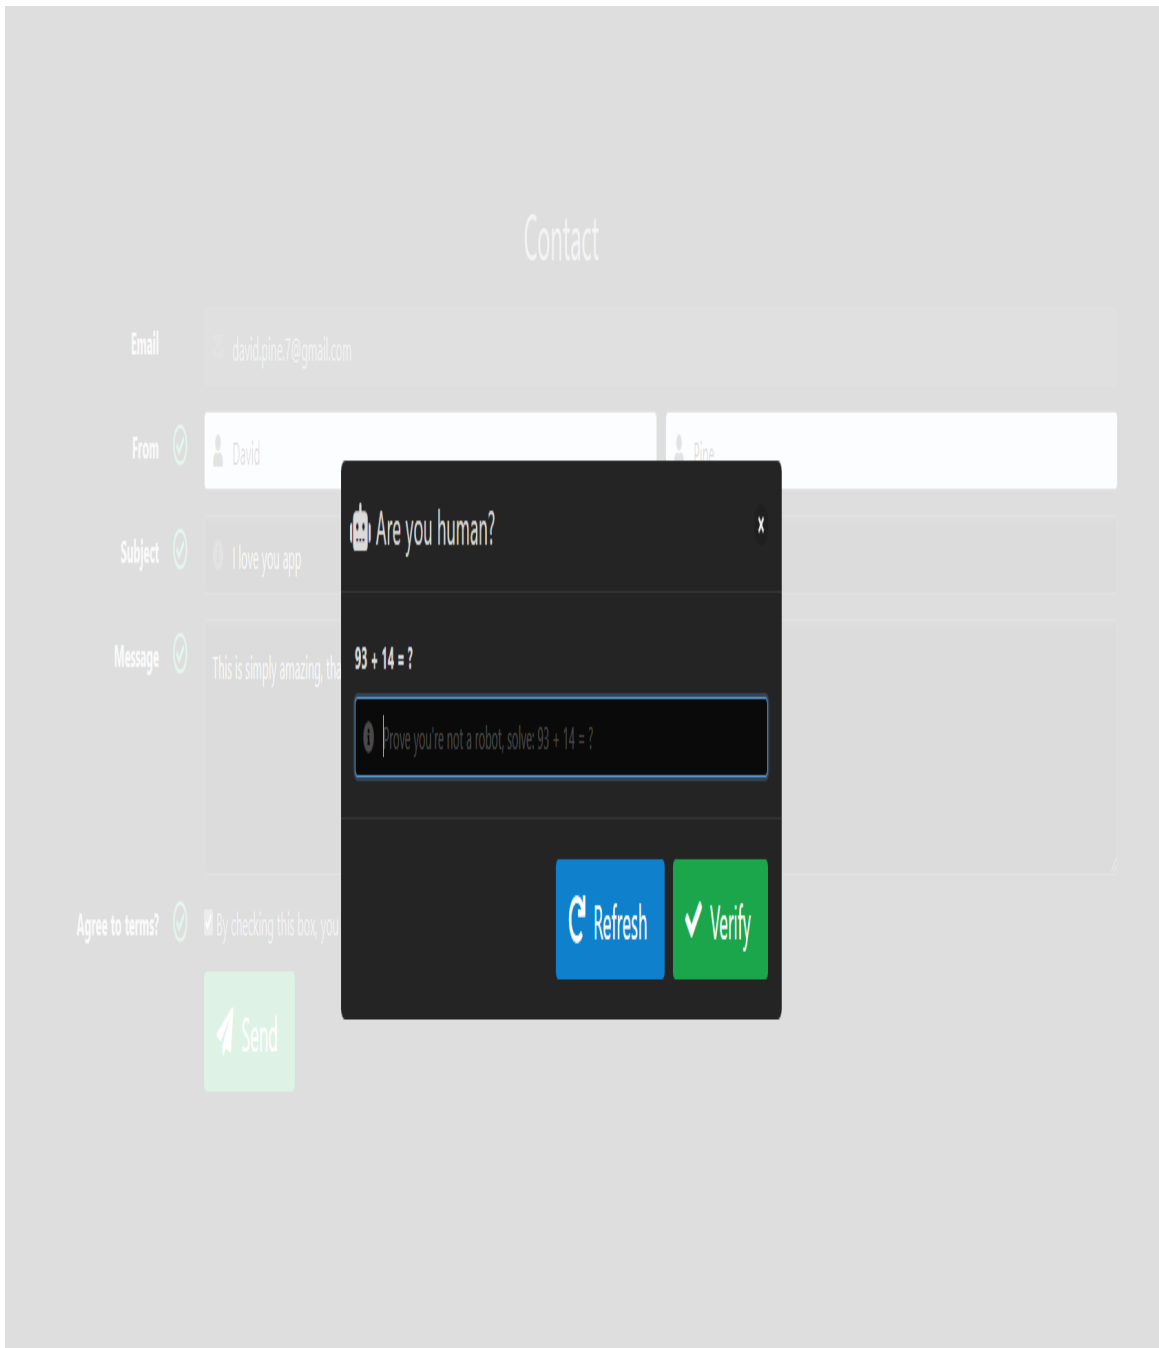 Contact
Email
david.pine.7@gmail.com
From
David
Pine
Subject
I love you app
Message
This is simply amazing,
Agree to terms?
By checking this box, you
Send
Are you human?
×
93 + 14 = ?
Prove you're not a robot, solve: 93 + 14 = ?
Refresh
Verify